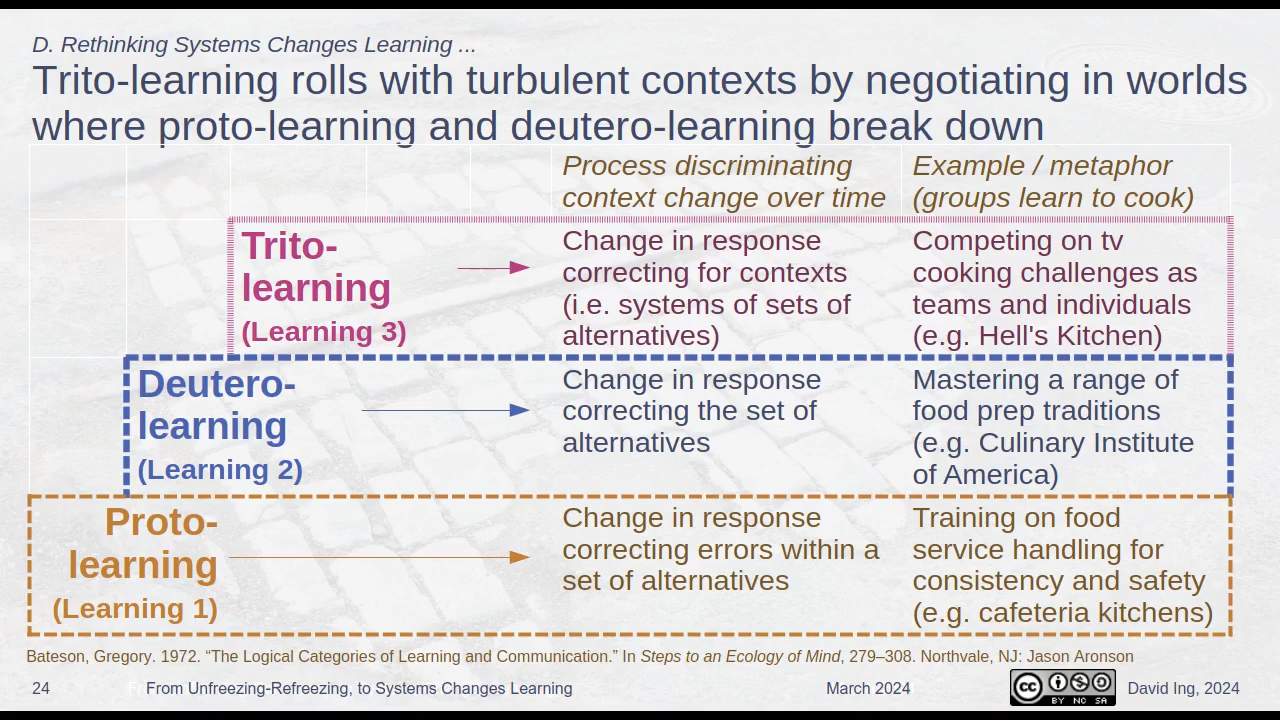 D. Rethinking Systems Changes Learning ...
Trito-learning rolls with turbulent contexts by negotiating in worlds
where proto-learning and deutero-learning break down
Process discriminating
context change over time
Example / metaphor
(groups learn to cook)
Trito-
learning
(Learning 3)
Change in response
correcting for contexts
(i.e. systems of sets of
alternatives)
Competing on tv
cooking challenges as
teams and individuals
(e.g. Hell's Kitchen)
Deutero-
learning
(Learning 2)
Change in response
correcting the set of
alternatives
Mastering a range of
food prep traditions
(e.g. Culinary Institute
of America)
Proto-
learning
(Learning 1)
Change in response
correcting errors within a
set of alternatives
Training on food
service handling for
consistency and safety
(e.g. cafeteria kitchens)
Bateson, Gregory. 1972. “The Logical Categories of Learning and Communication.” In Steps to an Ecology of Mind, 279–308. Northvale, NJ: Jason Aronson
24
From Unfreezing-Refreezing, to Systems Changes Learning
March 2024
cc BY NC SA
David Ing, 2024